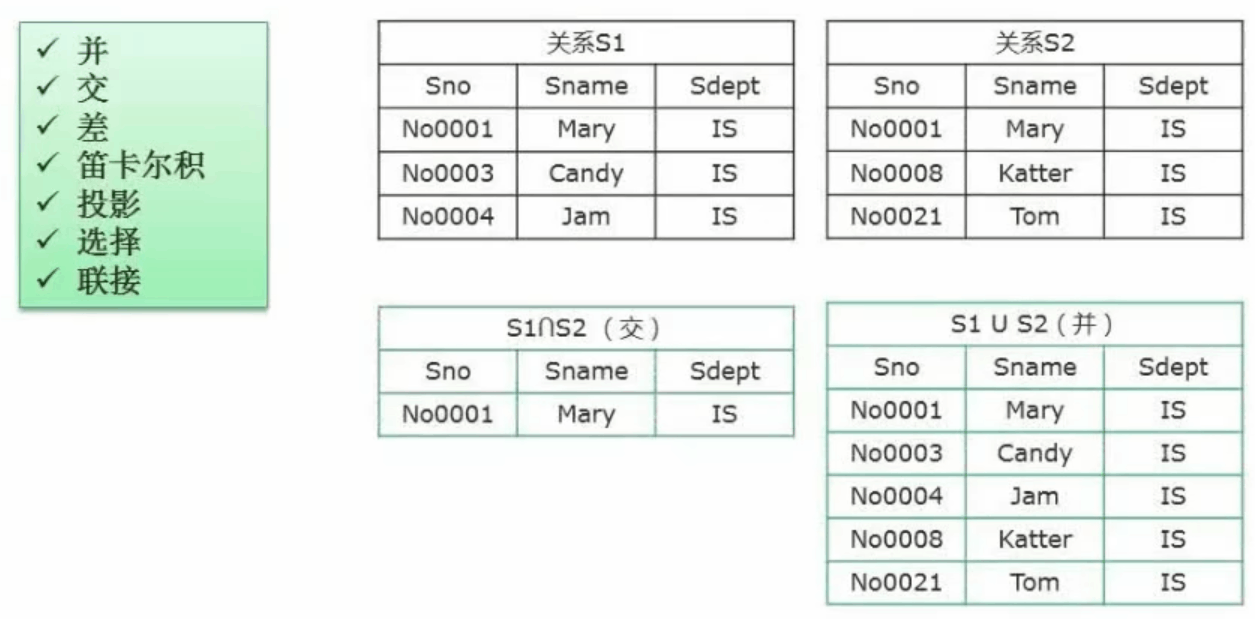 ✓ 并
✓ 交
✓ 差
✓ 笛卡尔积
✓ 投影
✓ 选择
✓ 联接
关系S1
Sno Sname Sdept
No0001 Mary IS
No0003 Candy IS
No0004 Jam IS
关系S2
Sno Sname Sdept
No0001 Mary IS
No0008 Katter IS
No0021 Tom IS
S1∩S2 （交）
Sno Sname Sdept
No0001 Mary IS
S1 U S2（并）
Sno Sname Sdept
No0001 Mary IS
No0003 Candy IS
No0004 Jam IS
No0008 Katter IS
No0021 Tom IS